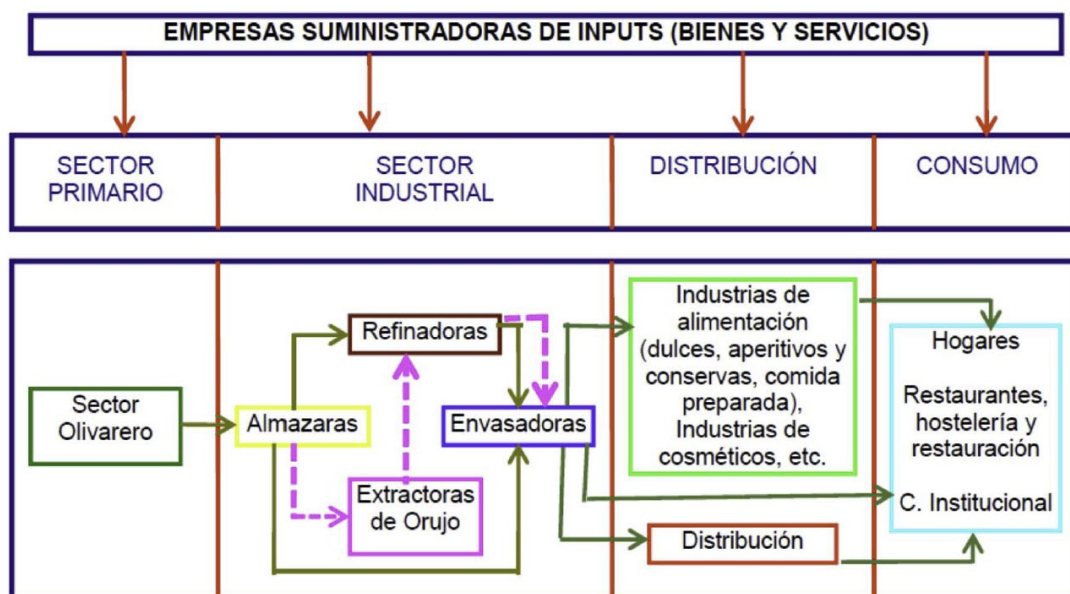 EMPRESAS SUMINISTRADORAS DE INPUTS (BIENES Y SERVICIOS)
SECTOR
PRIMARIO
SECTOR
INDUSTRIAL
DISTRIBUCIÓN
CONSUMO
Sector
Olivarero
Almazaras
Refinadoras
Extractoras
de Orujo
Envasadoras
Industrias de
alimentación
(dulces, aperitivos y
conservas, comida
preparada),
Industrias de
cosméticos, etc.
Distribución
Hogares
Restaurantes,
hostelería y
restauración
C. Institucional